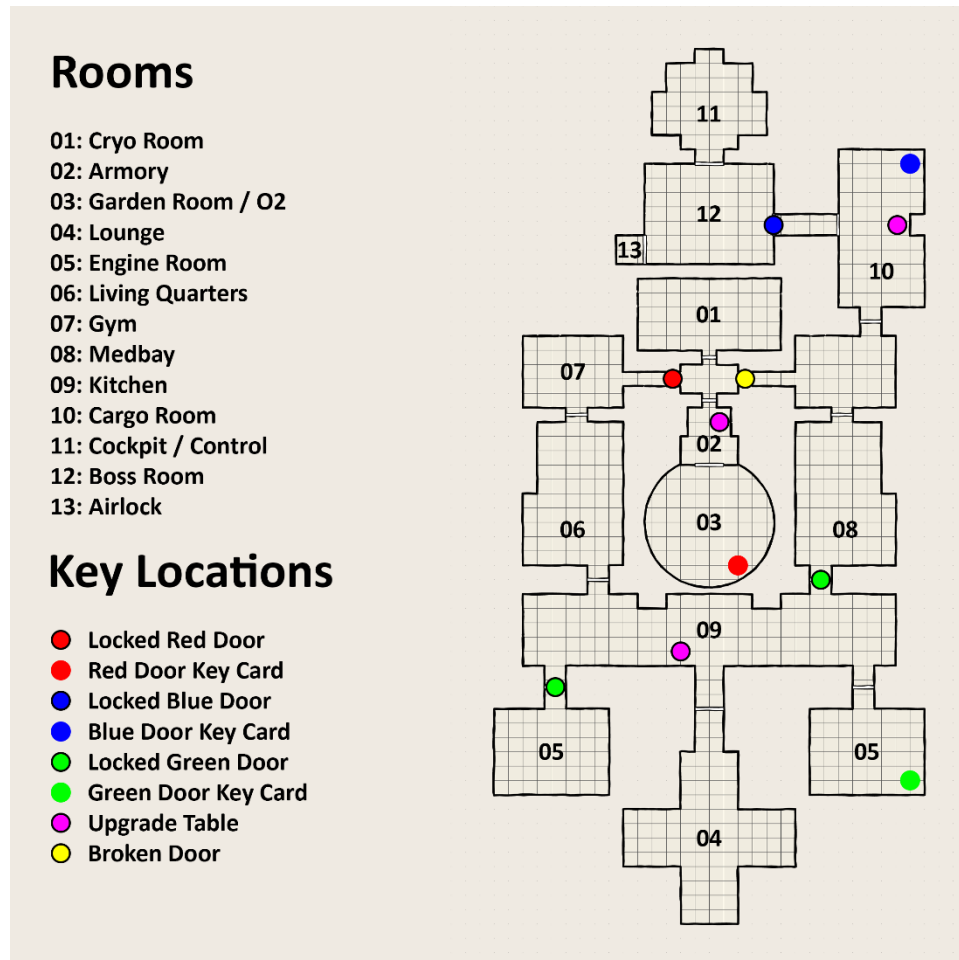 Rooms
01: Cryo Room
02: Armory
03: Garden Room / O2
04: Lounge
05: Engine Room
06: Living Quarters
07: Gym
08: Medbay
09: Kitchen
10: Cargo Room
11: Cockpit / Control
12: Boss Room
13: Airlock
Key Locations
Locked Red Door
Red Door Key Card
Locked Blue Door
Blue Door Key Card
Locked Green Door
Green Door Key Card
Upgrade Table
Broken Door
11
12
13
10
01
07
02
03
06
08
09
05
05
04